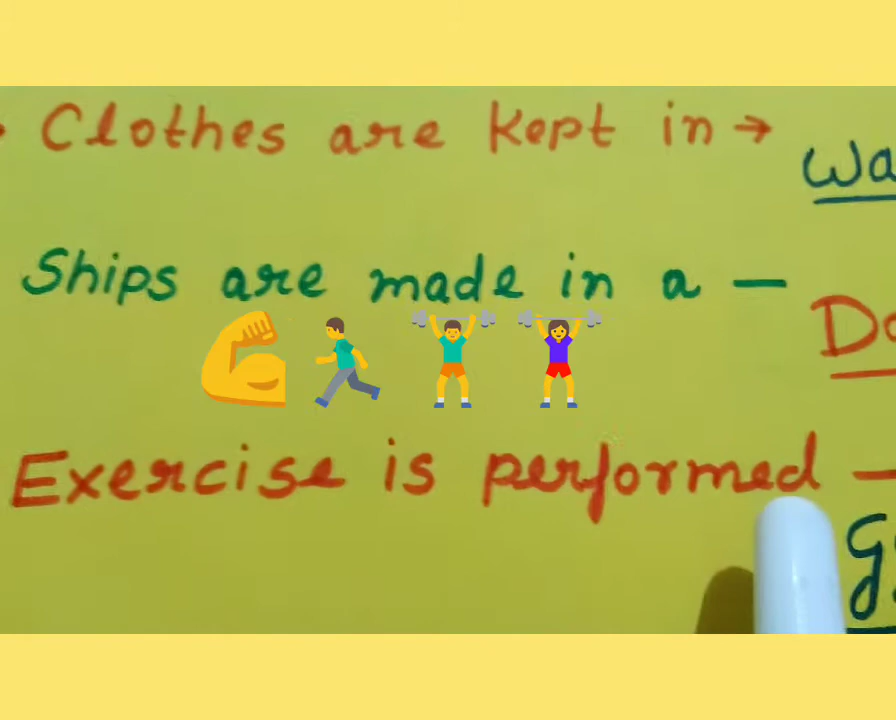 Clothes are kept in →
Ships are made in a —
Exercise is performed —